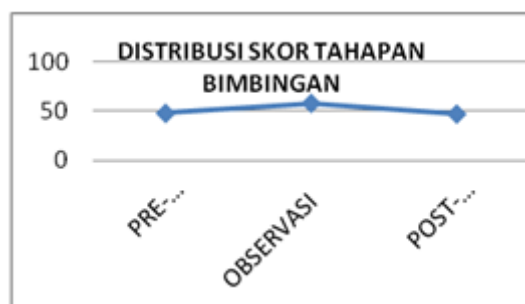 DISTRIBUSI SKOR TAHAPAN
BIMBINGAN
100
50
0
PRE-...
OBSERVASI
POST-...